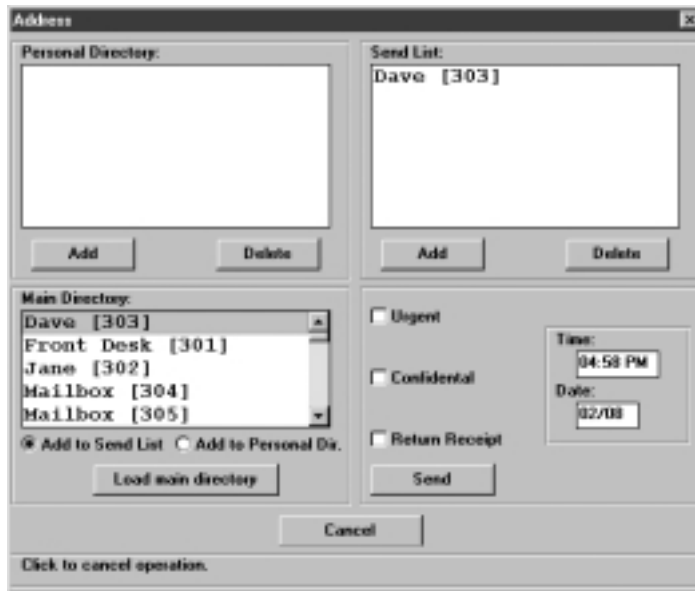 Address
Personal Directory:
Add
Delete
Send List:
Dave [303]
Add
Delete
Main Directory:
Dave [303]
Front Desk [301]
Jane [302]
Mailbox [304]
Mailbox [305]
Add to Send List
Add to Personal Dir.
Load main directory
Urgent
Confidental
Return Receipt
Time:
04:58 PM
Date:
02/08
Send
Cancel
Click to cancel operation.